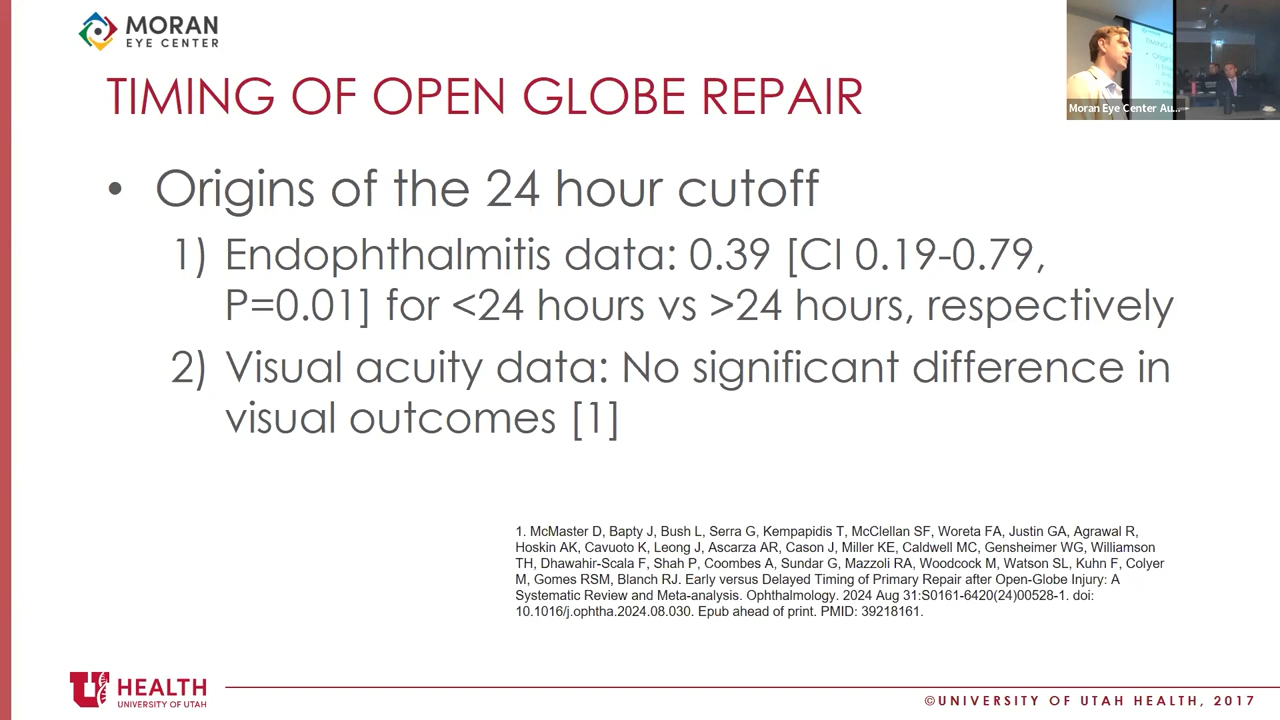 MORAN
EYE CENTER
TIMING OF OPEN GLOBE REPAIR
Moran Eye Center Au...
• Origins of the 24 hour cutoff
1) Endophthalmitis data: 0.39 [CI 0.19-0.79,
P=0.01] for <24 hours vs >24 hours, respectively
2) Visual acuity data: No significant difference in
visual outcomes [1]
1. McMaster D, Bapty J, Bush L, Serra G, Kempapidis T, McClellan SF, Woreta FA, Justin GA, Agrawal R,
Hoskin AK, Cavuoto K, Leong J, Ascarza AR, Cason J, Miller KE, Caldwell MC, Gensheimer WG, Williamson
TH, Dhawahir-Scala F, Shah P, Coombes A, Sundar G, Mazzoli RA, Woodcock M, Watson SL, Kuhn F, Colyer
M, Gomes RSM, Blanch RJ. Early versus Delayed Timing of Primary Repair after Open-Globe Injury: A
Systematic Review and Meta-analysis. Ophthalmology. 2024 Aug 31:S0161-6420(24)00528-1. doi:
10.1016/j.ophtha.2024.08.030. Epub ahead of print. PMID: 39218161.
U HEALTH
UNIVERSITY OF UTAH
©UNIVERSITY OF UTAH HEALTH, 2017